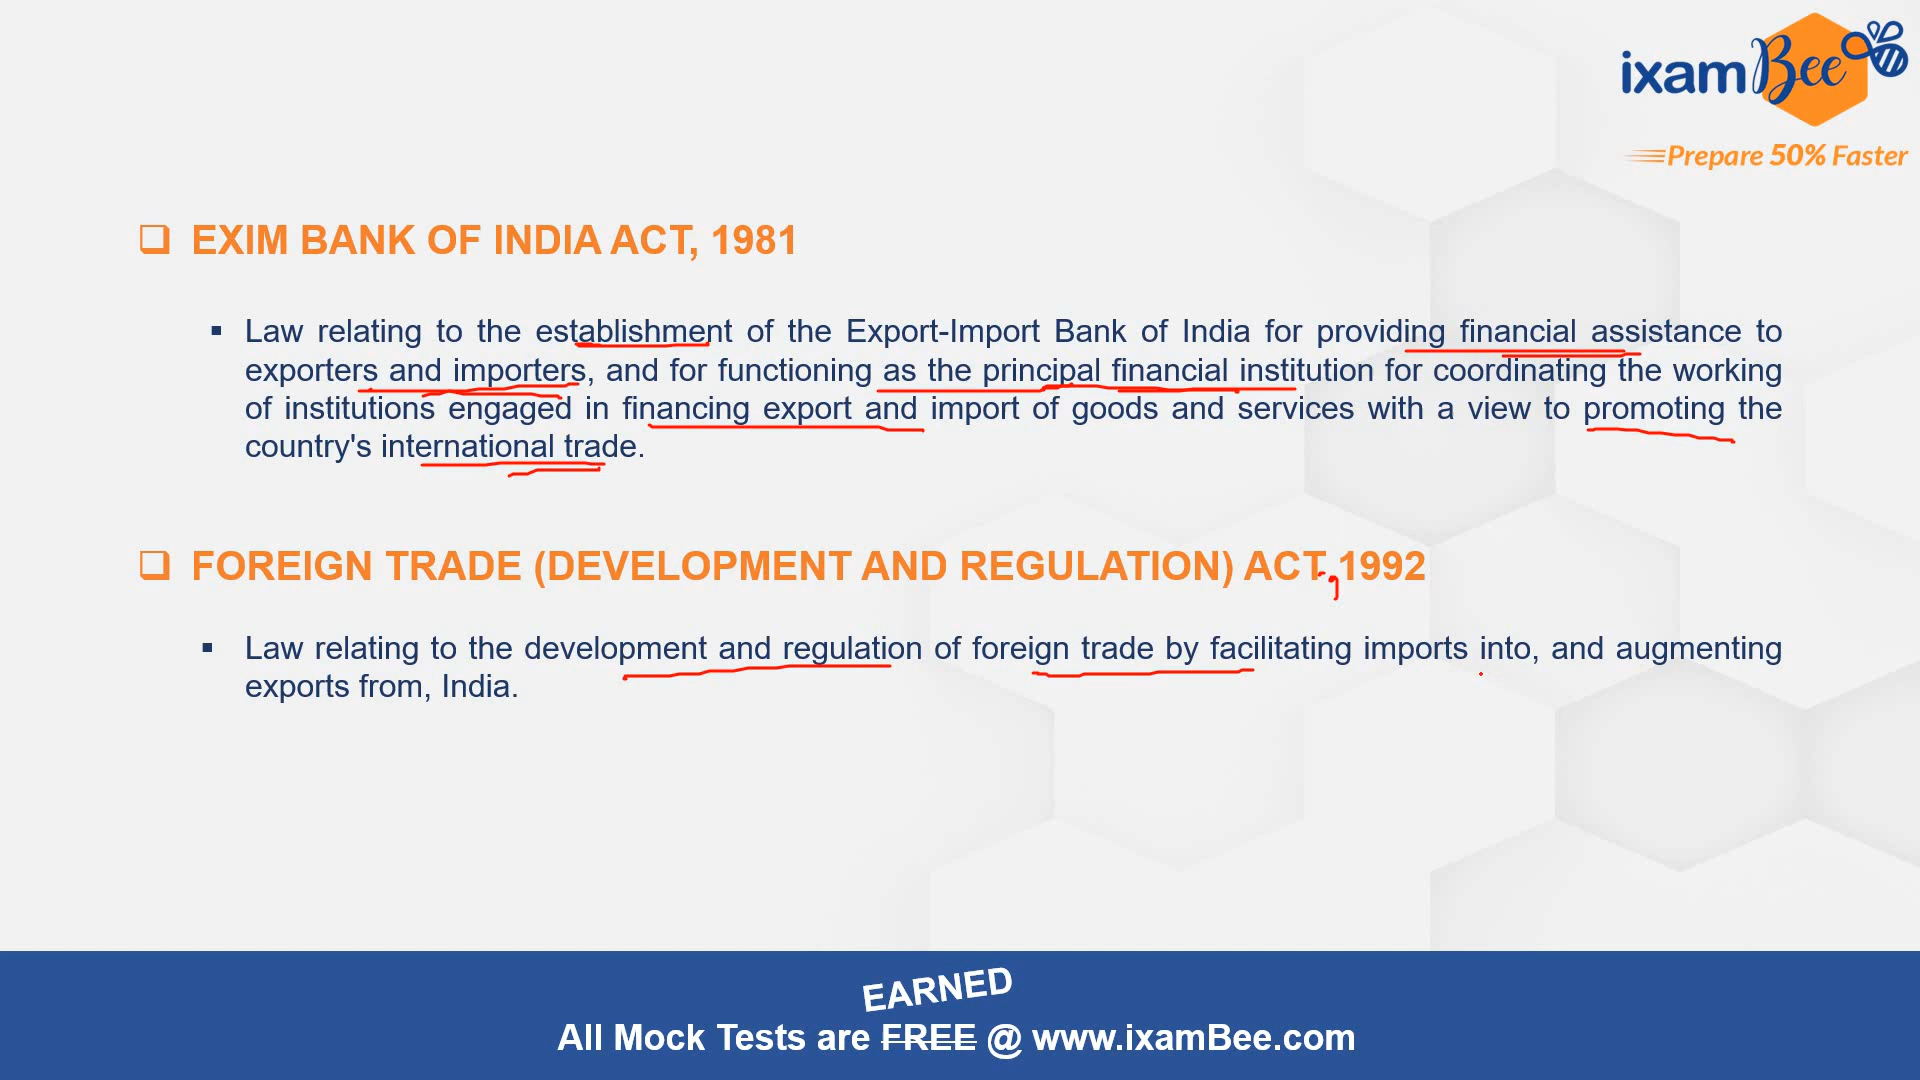 ixamBee
Prepare 50% Faster
EXIM BANK OF INDIA ACT, 1981
Law relating to the establishment of the Export-Import Bank of India for providing financial assistance to
exporters and importers, and for functioning as the principal financial institution for coordinating the working
of institutions engaged in financing export and import of goods and services with a view to promoting the
country's international trade.
FOREIGN TRADE (DEVELOPMENT AND REGULATION) ACT,1992
Law relating to the development and regulation of foreign trade by facilitating imports into, and augmenting
exports from, India.
EARNED
All Mock Tests are FREE @ www.ixamBee.com